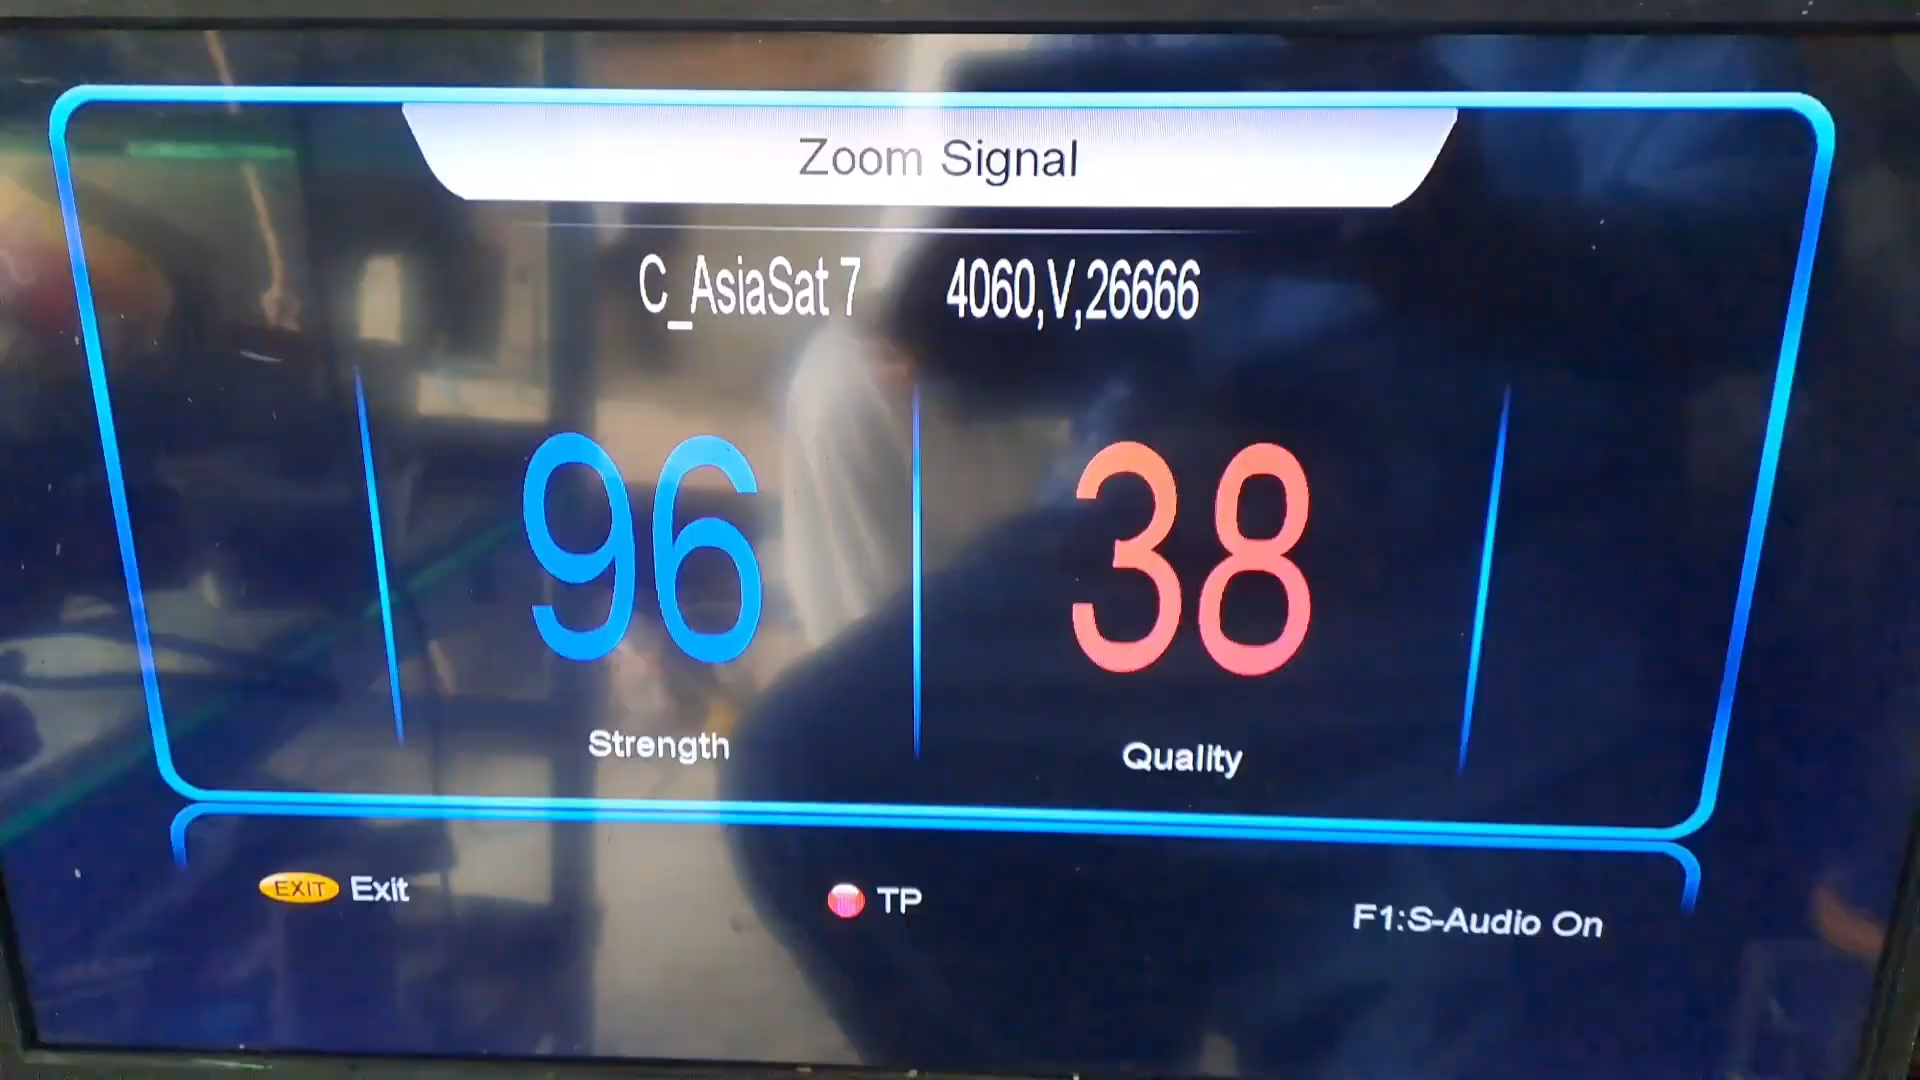 Zoom Signal
C_AsiaSat 7 4060,V,26666
96 38
Strength Quality
EXIT Exit TP F1:S-Audio On